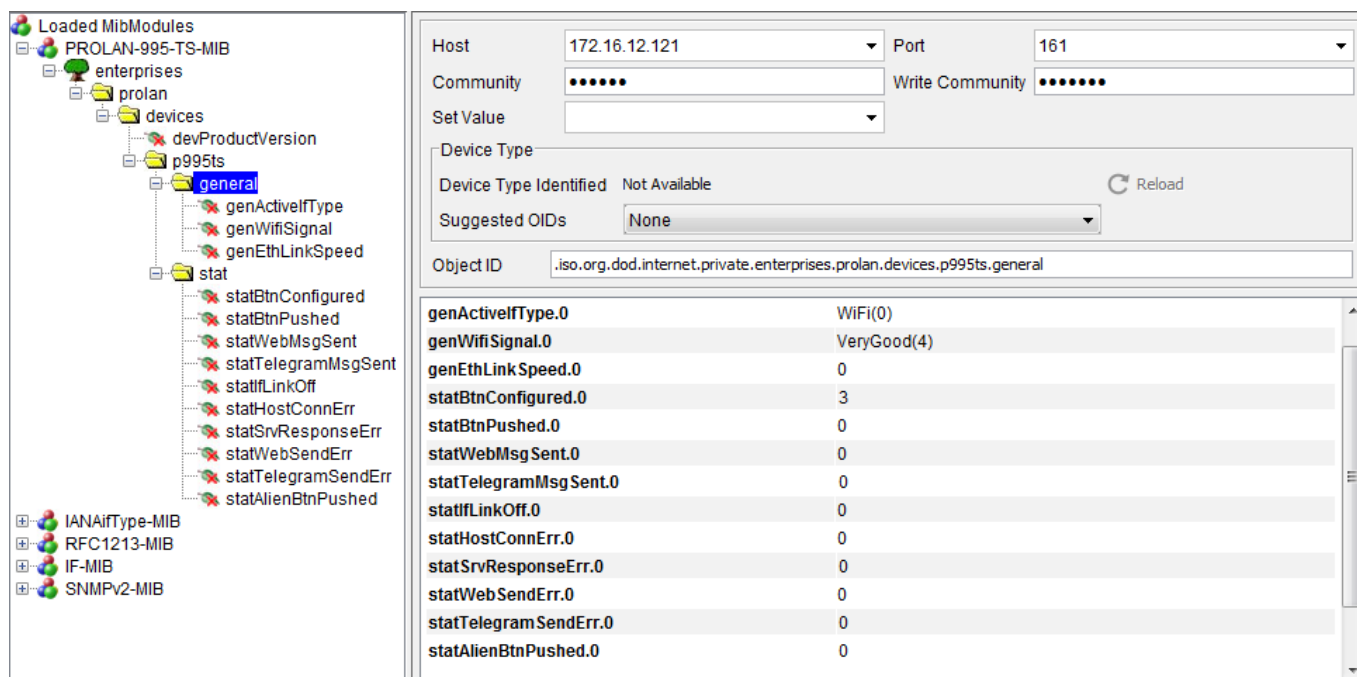 Loaded MibModules
PROLAN-995-TS-MIB
enterprises
prolan
devices
devProductVersion
p995ts
general
genActiveIfType
genWifiSignal
genEthLinkSpeed
stat
statBtnConfigured
statBtnPushed
statWebMsgSent
statTelegramMsgSent
statIfLinkOff
statHostConnErr
statSrvResponseErr
statWebSendErr
statTelegramSendErr
statAlienBtnPushed
IANAifType-MIB
RFC1213-MIB
IF-MIB
SNMPv2-MIB
Host 172.16.12.121 Port 161
Community •••••• Write Community •••••••
Set Value
Device Type
Device Type Identified Not Available Reload
Suggested OIDs None
Object ID .iso.org.dod.internet.private.enterprises.prolan.devices.p995ts.general
genActiveIfType.0 WiFi(0)
genWifiSignal.0 VeryGood(4)
genEthLinkSpeed.0 0
statBtnConfigured.0 3
statBtnPushed.0 0
statWebMsgSent.0 0
statTelegramMsgSent.0 0
statIfLinkOff.0 0
statHostConnErr.0 0
statSrvResponseErr.0 0
statWebSendErr.0 0
statTelegramSendErr.0 0
statAlienBtnPushed.0 0